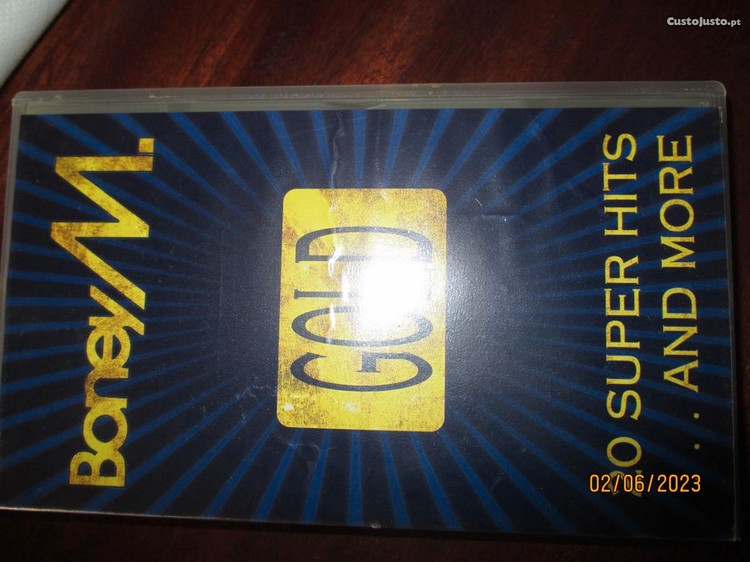 Boney M.
GOLD
20 SUPER HITS
. . . AND MORE
02/06/2023
CustoJusto.pt